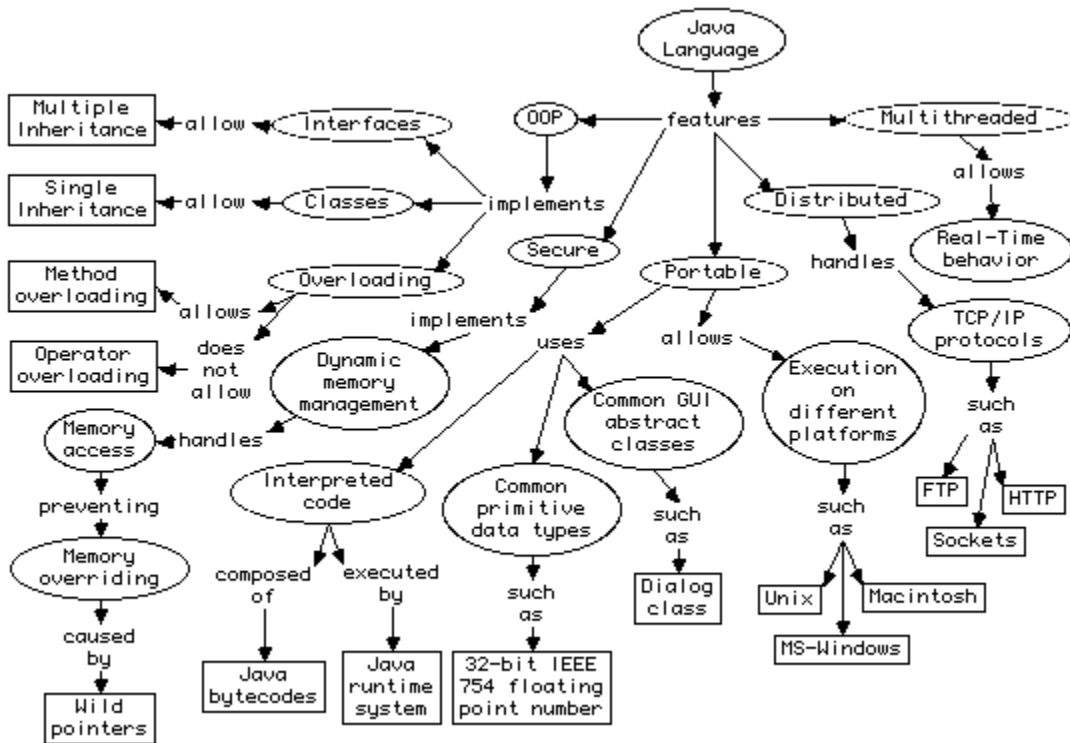 Java
Language
OOP
features
Multithreaded
Multiple
Inheritance
allow
Interfaces
allows
Single
Inheritance
allow
Classes
implements
Distributed
Real-Time
behavior
Secure
Portable
handles
Method
overloading
allows
Overloading
implements
uses
allows
TCP/IP
protocols
Operator
overloading
does
not
allow
Dynamic
memory
management
Common GUI
abstract
classes
Execution
on
different
platforms
such
as
Memory
access
handles
Interpreted
code
Common
primitive
data types
such
as
such
as
FTP
HTTP
Sockets
preventing
Memory
overriding
composed
of
executed
by
such
as
Dialog
class
Unix
Macintosh
MS-Windows
caused
by
Wild
pointers
Java
bytecodes
Java
runtime
system
32-bit IEEE
754 floating
point number